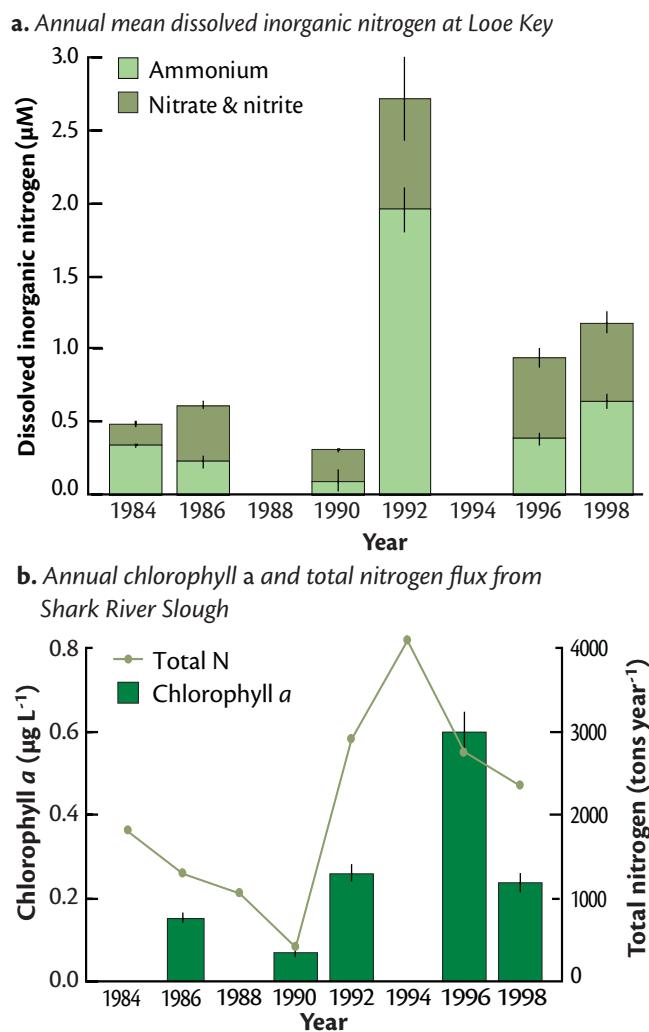 a. Annual mean dissolved inorganic nitrogen at Looe Key
3.0
Ammonium
Nitrate & nitrite
2.5
2.0
1.5
1.0
0.5
0.0
Dissolved inorganic nitrogen (µM)
1984 1986 1988 1990 1992 1994 1996 1998
Year
b. Annual chlorophyll a and total nitrogen flux from
Shark River Slough
0.8
Total N
Chlorophyll a
0.6
0.4
0.2
0.0
Chlorophyll a (µg L⁻¹)
4000
3000
2000
1000
0
Total nitrogen (tons year⁻¹)
1984 1986 1988 1990 1992 1994 1996 1998
Year